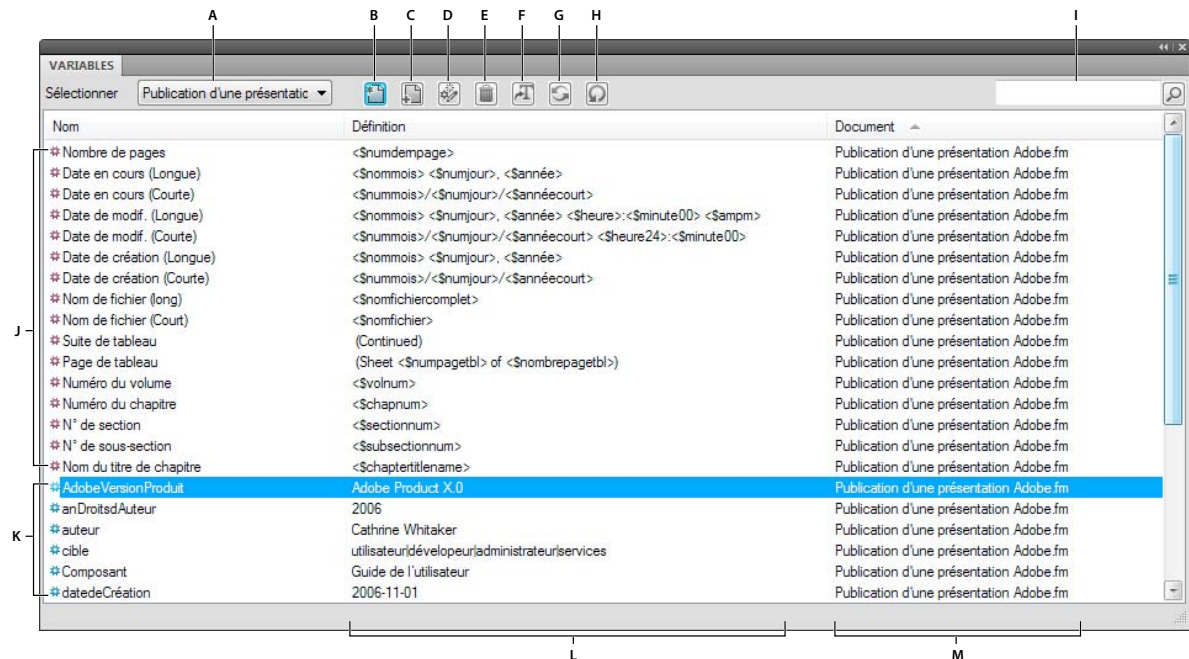 A B C D E F G H I
VARIABLES
Sélectionner Publication d'une présentatic
Nom Définition Document
Nombre de pages <$numdernpage> Publication d'une présentation Adobe.fm
Date en cours (Longue) <$nommois> <$numjour>, <$année> Publication d'une présentation Adobe.fm
Date en cours (Courte) <$nummois>/<$numjour>/<$annéecourt> Publication d'une présentation Adobe.fm
Date de modif. (Longue) <$nommois> <$numjour>, <$année> <$heure>:<$minute00> <$ampm> Publication d'une présentation Adobe.fm
Date de modif. (Courte) <$nummois>/<$numjour>/<$annéecourt> <$heure24>:<$minute00> Publication d'une présentation Adobe.fm
Date de création (Longue) <$nommois> <$numjour>, <$année> Publication d'une présentation Adobe.fm
Date de création (Courte) <$nummois>/<$numjour>/<$annéecourt> Publication d'une présentation Adobe.fm
Nom de fichier (long) <$nomfichiercomplet> Publication d'une présentation Adobe.fm
Nom de fichier (Court) <$nomfichier> Publication d'une présentation Adobe.fm
J
Suite de tableau (Continued) Publication d'une présentation Adobe.fm
Page de tableau (Sheet <$numpagetbl> of <$nombrepagetbl>) Publication d'une présentation Adobe.fm
Numéro du volume <$volnum> Publication d'une présentation Adobe.fm
Numéro du chapitre <$chapnum> Publication d'une présentation Adobe.fm
N° de section <$sectionnum> Publication d'une présentation Adobe.fm
N° de sous-section <$subsectionnum> Publication d'une présentation Adobe.fm
Nom du titre de chapitre <$chaptertitlename> Publication d'une présentation Adobe.fm
AdobeVersionProduit Adobe Product X.0 Publication d'une présentation Adobe.fm
anDroitsdAuteur 2006 Publication d'une présentation Adobe.fm
auteur Cathrine Whitaker Publication d'une présentation Adobe.fm
K
cible utilisateur|dévelopeur|administrateur|services Publication d'une présentation Adobe.fm
Composant Guide de l'utilisateur Publication d'une présentation Adobe.fm
datedeCréation 2006-11-01 Publication d'une présentation Adobe.fm
L M